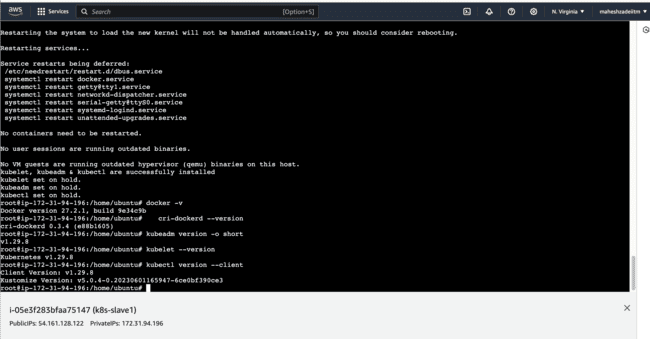 aws Services Search [Option+S] N. Virginia maheshzadeiitm
Restarting the system to load the new kernel will not be handled automatically, so you should consider rebooting.
Restarting services...
Service restarts being deferred:
/etc/needrestart/restart.d/dbus.service
systemctl restart docker.service
systemctl restart getty@tty1.service
systemctl restart networkd-dispatcher.service
systemctl restart serial-getty@ttyS0.service
systemctl restart systemd-logind.service
systemctl restart unattended-upgrades.service
No containers need to be restarted.
No user sessions are running outdated binaries.
No VM guests are running outdated hypervisor (qemu) binaries on this host.
kubelet, kubeadm & kubectl are successfully installed
kubelet set on hold.
kubeadm set on hold.
kubectl set on hold.
root@ip-172-31-94-196:/home/ubuntu# docker -v
Docker version 27.2.1, build 9e34c9b
root@ip-172-31-94-196:/home/ubuntu# cri-dockerd --version
cri-dockerd 0.3.4 (e88b1605)
root@ip-172-31-94-196:/home/ubuntu# kubeadm version -o short
v1.29.8
root@ip-172-31-94-196:/home/ubuntu# kubelet --version
Kubernetes v1.29.8
root@ip-172-31-94-196:/home/ubuntu# kubectl version --client
Client Version: v1.29.8
Kustomize Version: v5.0.4-0.20230601165947-6ce0bf390ce3
root@ip-172-31-94-196:/home/ubuntu#
i-05e3f283bfaa75147 (k8s-slave1)
PublicIPs: 54.161.128.122 PrivateIPs: 172.31.94.196